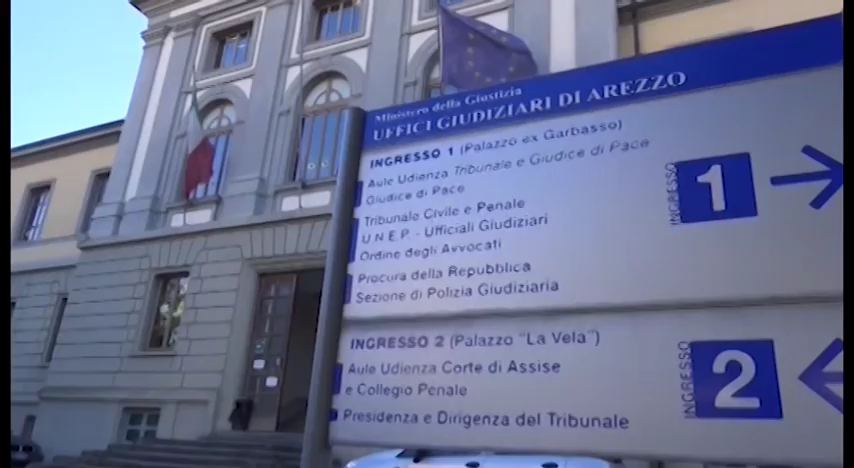 Ministero della Giustizia
UFFICI GIUDIZIARI DI AREZZO
INGRESSO 1 (Palazzo ex Garbasso)
Aule Udienza Tribunale e Giudice di Pace
Giudice di Pace
Tribunale Civile e Penale
U.N.E.P. - Ufficiali Giudiziari
Ordine degli Avvocati
Procura della Repubblica
Sezione di Polizia Giudiziaria
INGRESSO 1
INGRESSO 2 (Palazzo "La Vela")
Aule Udienza Corte di Assise
e Collegio Penale
Presidenza e Dirigenza del Tribunale
INGRESSO 2